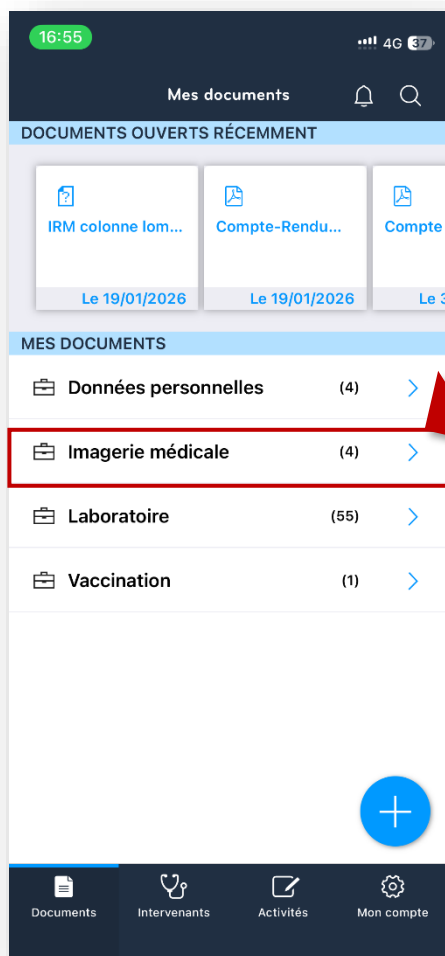 16:55 4G 37
Mes documents
DOCUMENTS OUVERTS RÉCEMMENT
IRM colonne lom... Compte-Rendu... Compte
Le 19/01/2026 Le 19/01/2026 Le 3
MES DOCUMENTS
Données personnelles (4)
Imagerie médicale (4)
Laboratoire (55)
Vaccination (1)
Documents Intervenants Activités Mon compte